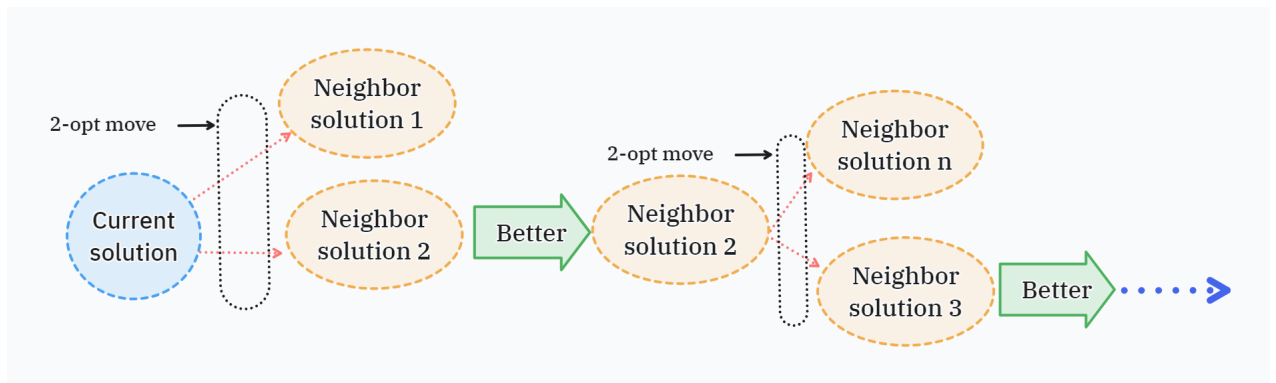 2-opt move
Neighbor
solution 1
Current
solution
Neighbor
solution 2
Better
2-opt move
Neighbor
solution 2
Neighbor
solution n
Neighbor
solution 3
Better